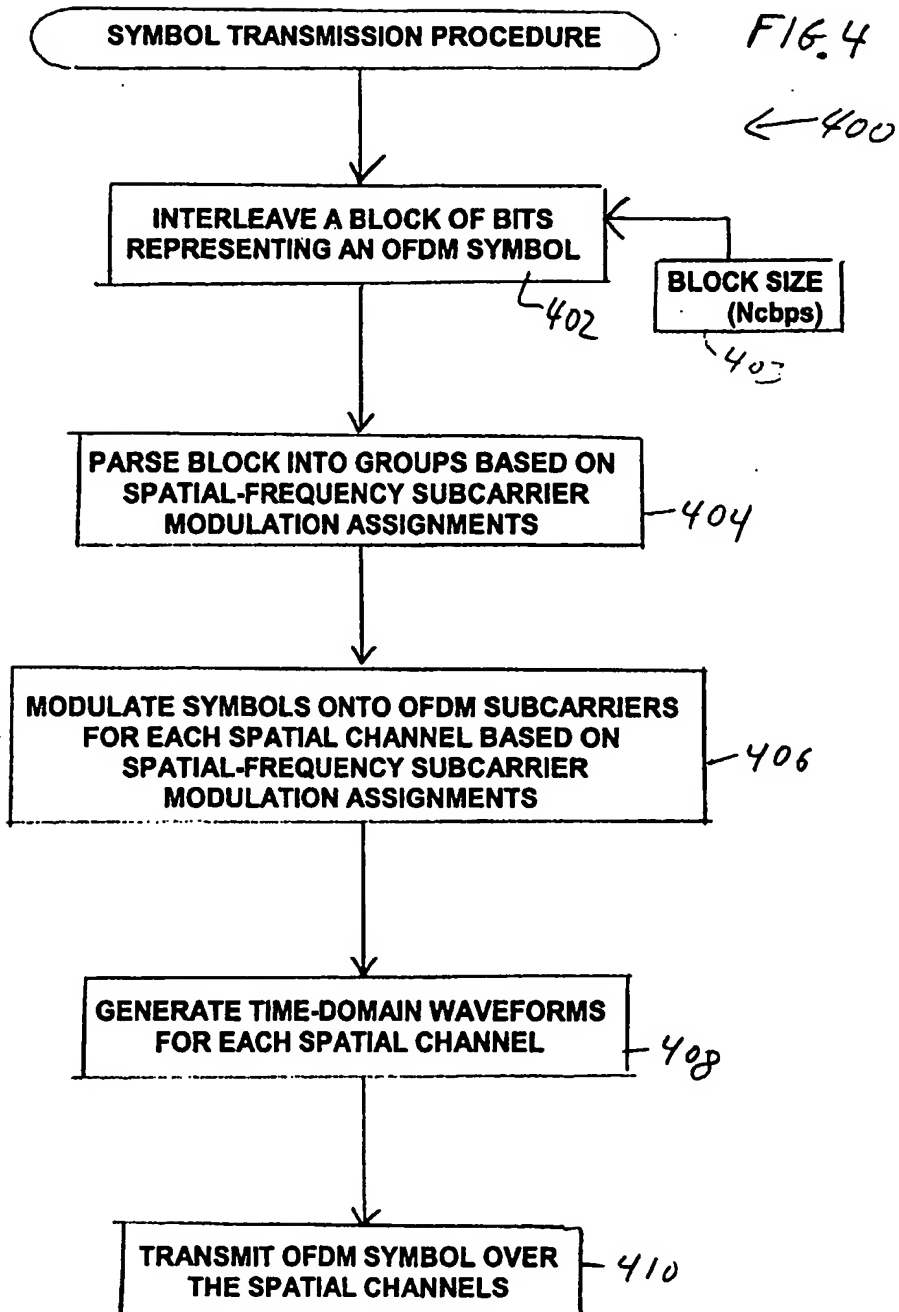 SYMBOL TRANSMISSION PROCEDURE
FIG. 4
400
INTERLEAVE A BLOCK OF BITS
REPRESENTING AN OFDM SYMBOL
402
BLOCK SIZE
(Ncbps)
403
PARSE BLOCK INTO GROUPS BASED ON
SPATIAL-FREQUENCY SUBCARRIER
MODULATION ASSIGNMENTS
404
MODULATE SYMBOLS ONTO OFDM SUBCARRIERS
FOR EACH SPATIAL CHANNEL BASED ON
SPATIAL-FREQUENCY SUBCARRIER
MODULATION ASSIGNMENTS
406
GENERATE TIME-DOMAIN WAVEFORMS
FOR EACH SPATIAL CHANNEL
408
TRANSMIT OFDM SYMBOL OVER
THE SPATIAL CHANNELS
410